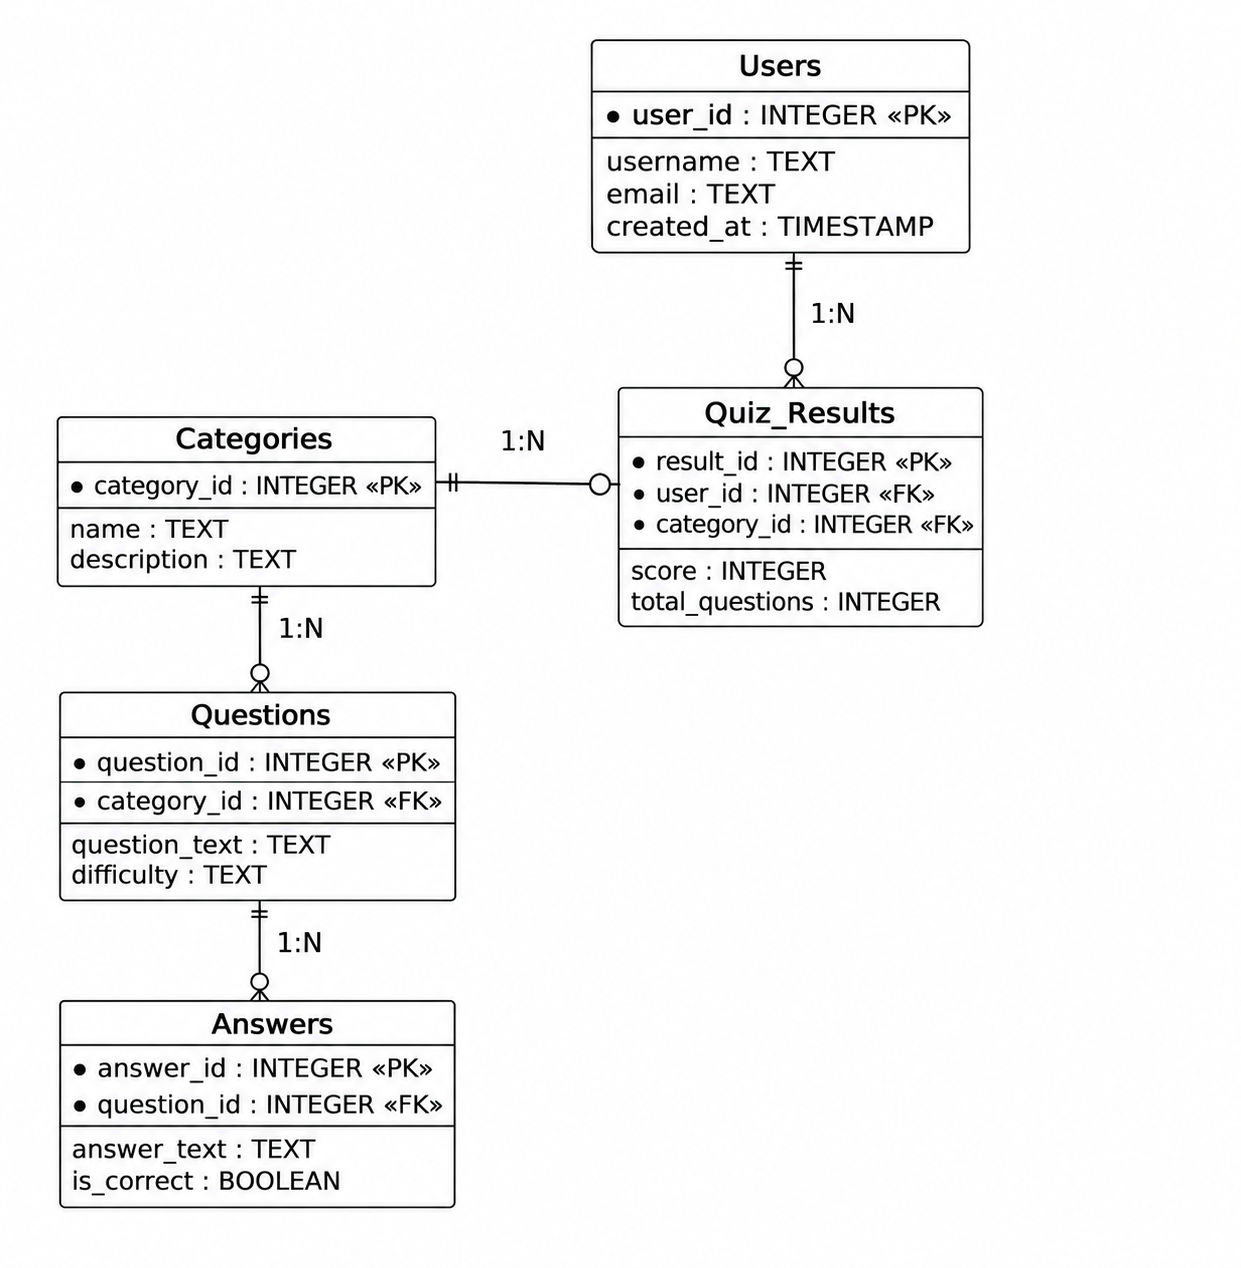 Users
• user_id : INTEGER «PK»
username : TEXT
email : TEXT
created_at : TIMESTAMP
1:N
Quiz_Results
• result_id : INTEGER «PK»
• user_id : INTEGER «FK»
• category_id : INTEGER «FK»
score : INTEGER
total_questions : INTEGER
1:N
Categories
• category_id : INTEGER «PK»
name : TEXT
description : TEXT
1:N
Questions
• question_id : INTEGER «PK»
• category_id : INTEGER «FK»
question_text : TEXT
difficulty : TEXT
1:N
Answers
• answer_id : INTEGER «PK»
• question_id : INTEGER «FK»
answer_text : TEXT
is_correct : BOOLEAN